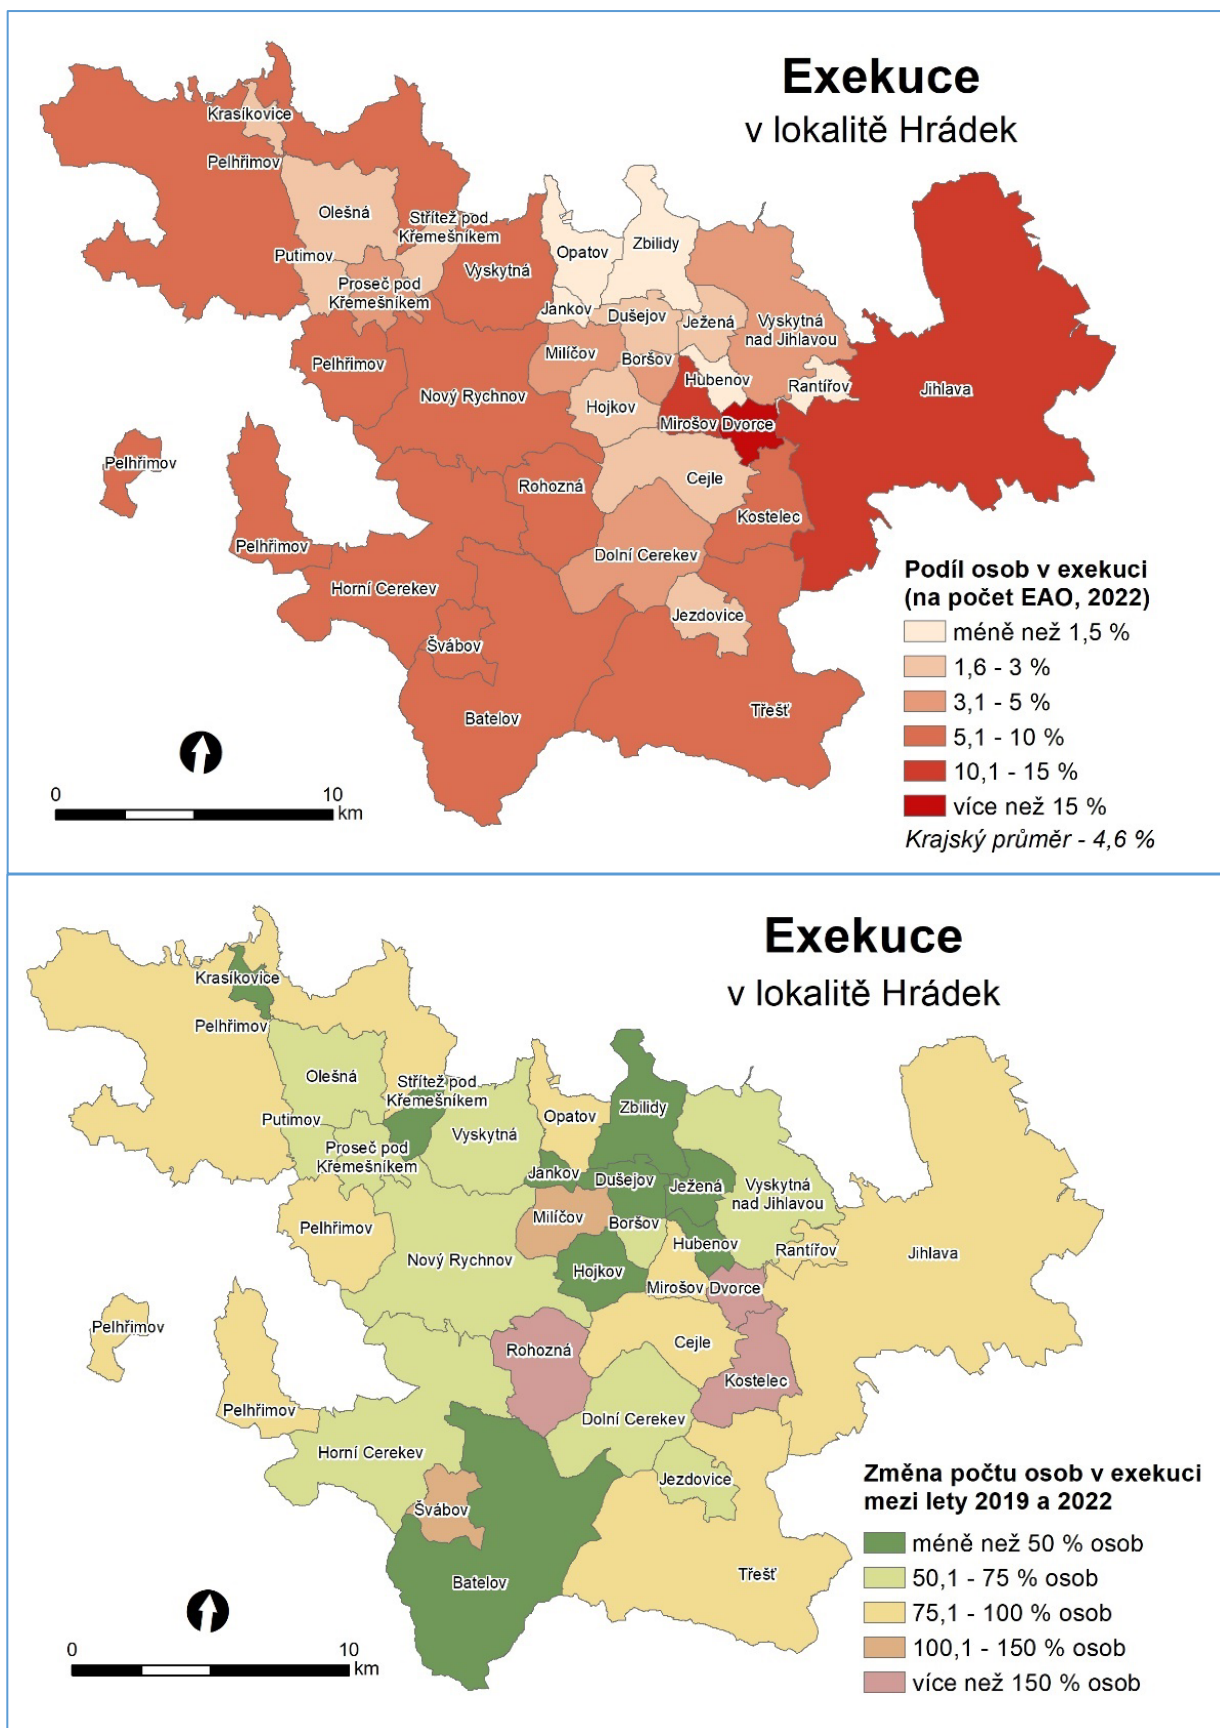 Exekuce
v lokalitě Hrádek
Krasíkovice
Pelhřimov
Olešná
Střítež pod
Křemešníkem
Putimov
Proseč pod
Křemešníkem
Vyskytná
Opatov
Zbilidy
Jankov
Dušejov
Ježená
Vyskytná
nad Jihlavou
Milíčov
Boršov
Pelhřimov
Hubenov
Rantířov
Jihlava
Nový Rychnov
Hojkov
Mirošov
Dvorce
Pelhřimov
Rohozná
Cejle
Kostelec
Pelhřimov
Dolní Cerekev
Horní Cerekev
Jezdovice
Švábov
Batelov
Třešť
Podíl osob v exekuci
(na počet EAO, 2022)
méně než 1,5 %
1,6 - 3 %
3,1 - 5 %
5,1 - 10 %
10,1 - 15 %
více než 15 %
Krajský průměr - 4,6 %
0 10
km
Exekuce
v lokalitě Hrádek
Krasíkovice
Pelhřimov
Olešná
Střítež pod
Křemešníkem
Putimov
Proseč pod
Křemešníkem
Vyskytná
Opatov
Zbilidy
Jankov
Dušejov
Ježená
Vyskytná
nad Jihlavou
Milíčov
Boršov
Pelhřimov
Hubenov
Rantířov
Jihlava
Nový Rychnov
Hojkov
Mirošov
Dvorce
Pelhřimov
Rohozná
Cejle
Kostelec
Pelhřimov
Dolní Cerekev
Horní Cerekev
Jezdovice
Švábov
Batelov
Třešť
Změna počtu osob v exekuci
mezi lety 2019 a 2022
méně než 50 % osob
50,1 - 75 % osob
75,1 - 100 % osob
100,1 - 150 % osob
více než 150 % osob
0 10
km